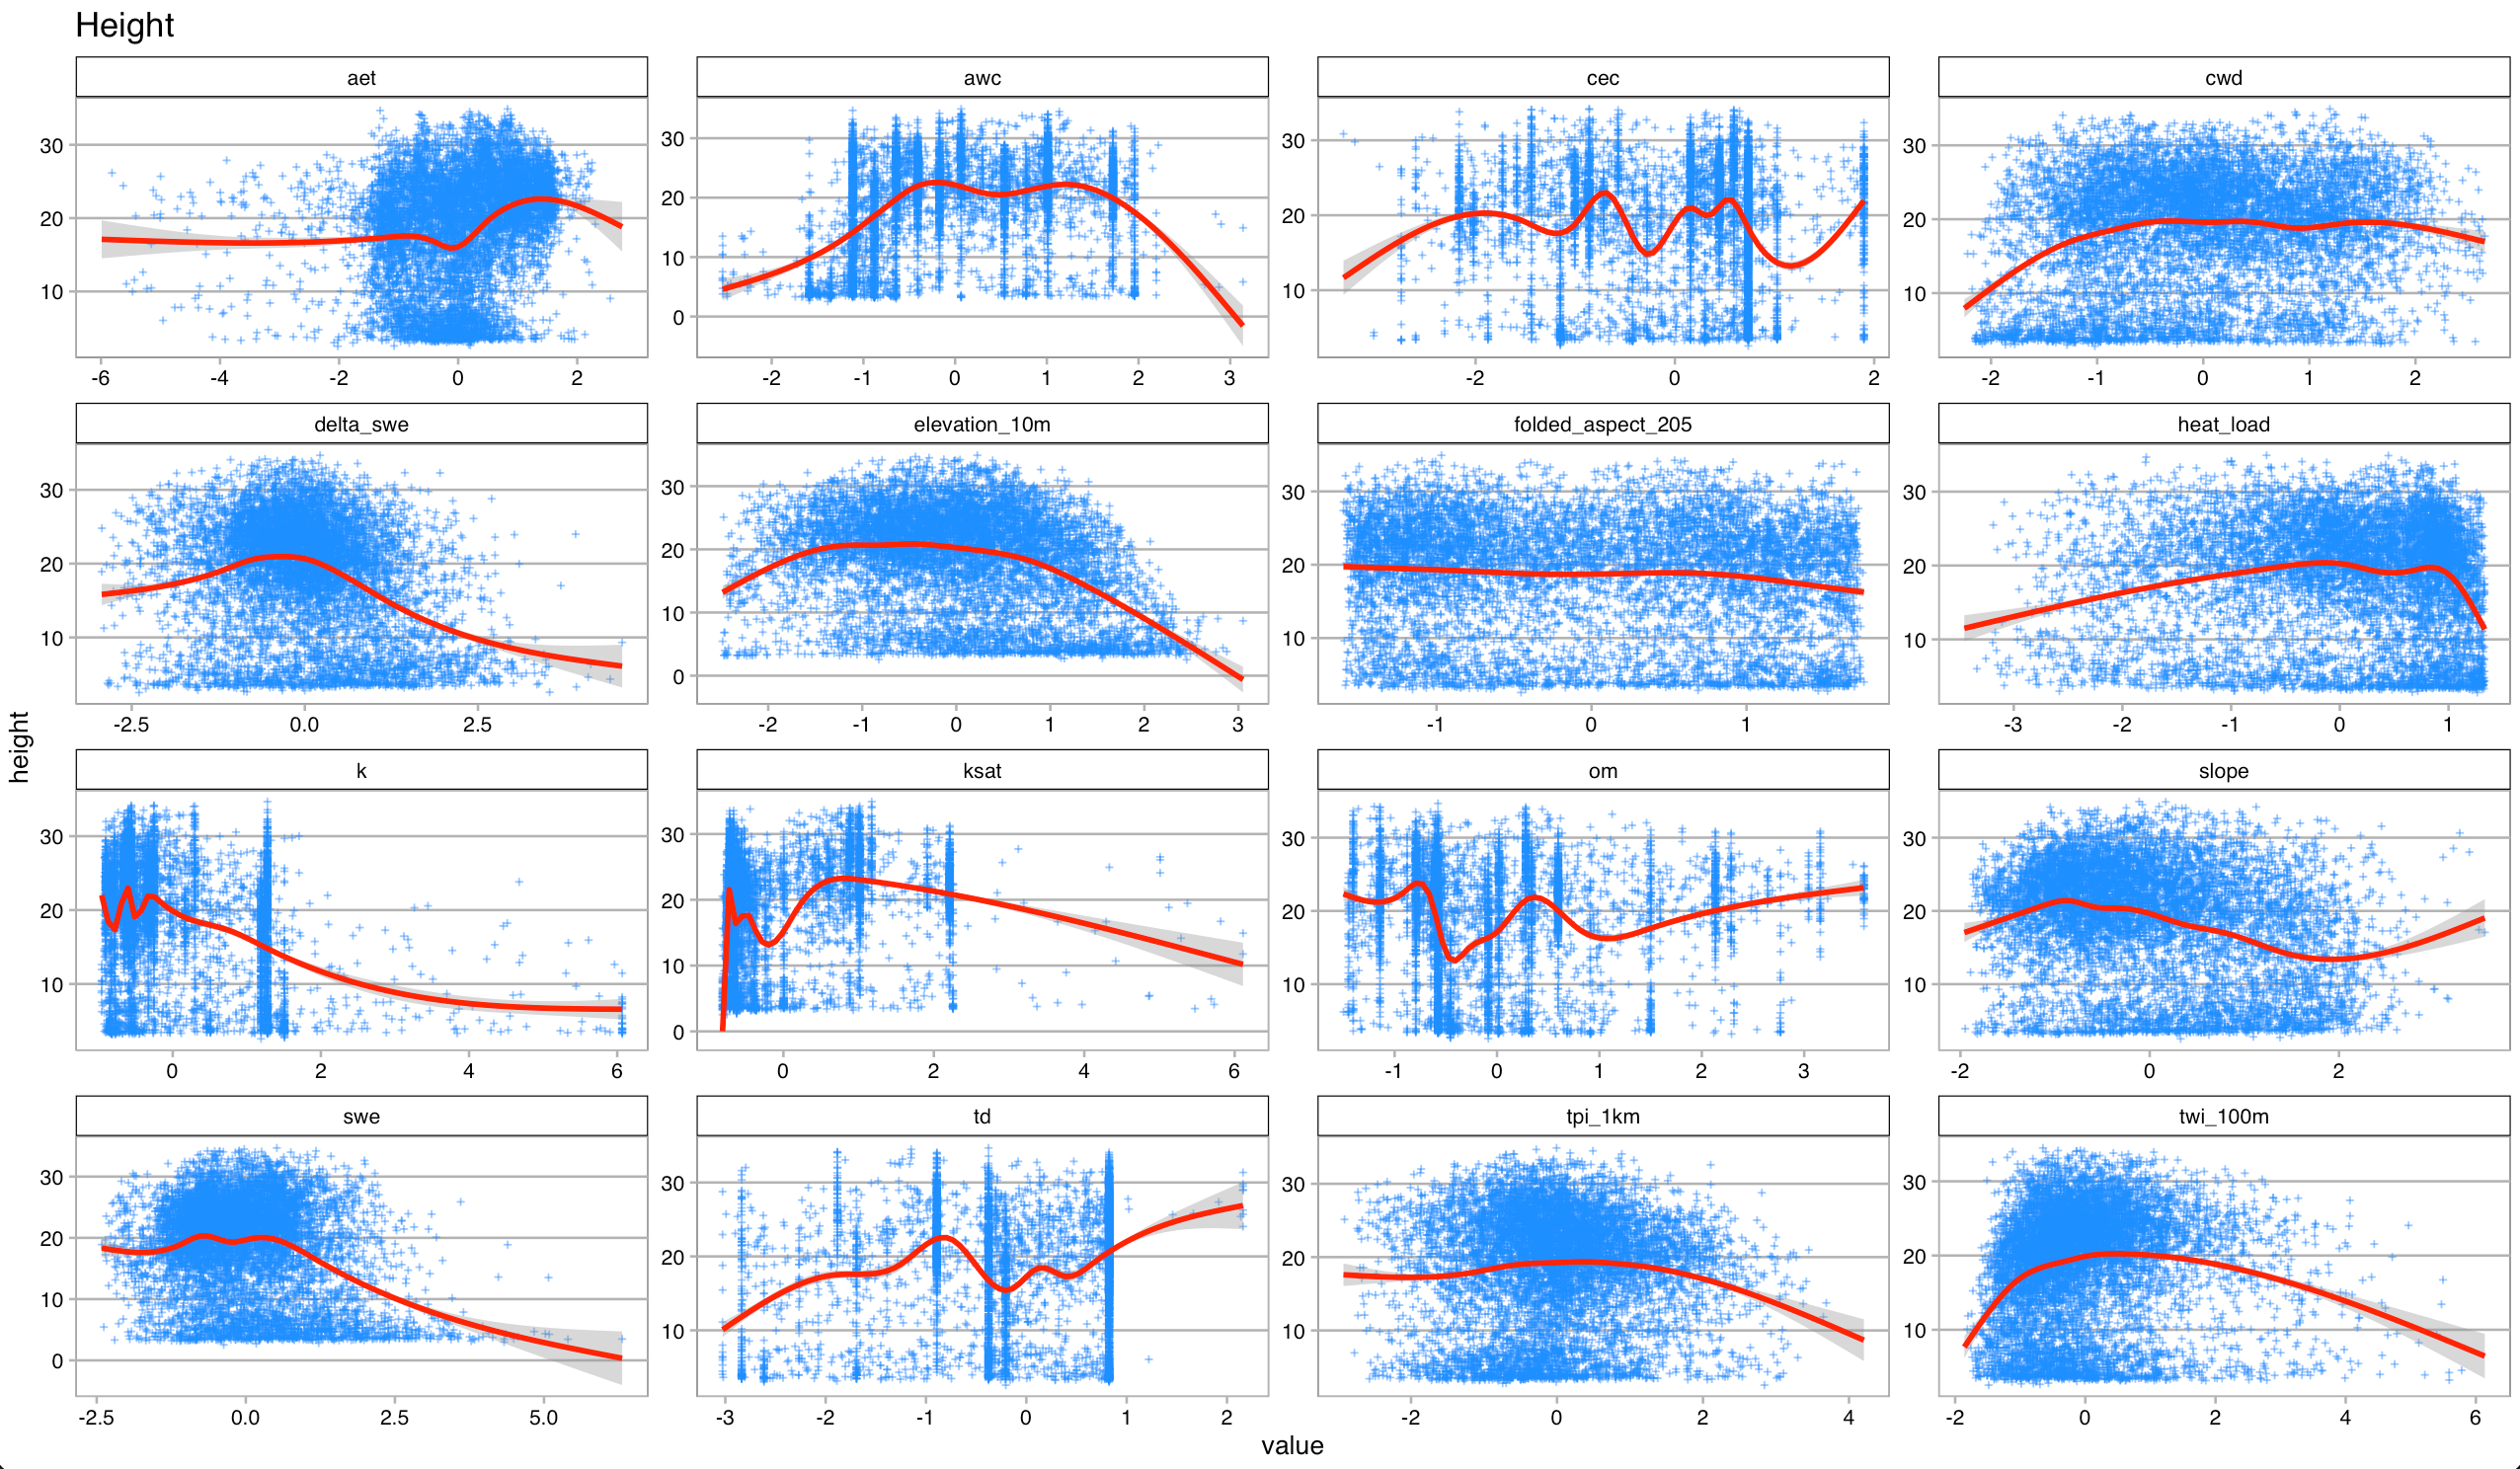 Height
aet awc cec cwd
30 30 30 30
20 20 20 20
10 10 10 10
0
-6 -4 -2 0 2 -2 -1 0 1 2 3 -2 0 2 -2 -1 0 1 2
delta_swe elevation_10m folded_aspect_205 heat_load
30 30 30 30
20 20 20 20
10 10 10 10
0
-2.5 0.0 2.5 -2 -1 0 1 2 3 -1 0 1 -3 -2 -1 0 1
height
k ksat om slope
30 30 30 30
20 20 20 20
10 10 10 10
0
0 2 4 6 0 2 4 6 -1 0 1 2 3 -2 0 2
swe td tpi_1km twi_100m
30 30 30 30
20 20 20 20
10 10 10 10
0
-2.5 0.0 2.5 5.0 -3 -2 -1 0 1 2 -2 0 2 4 -2 0 2 4 6
value